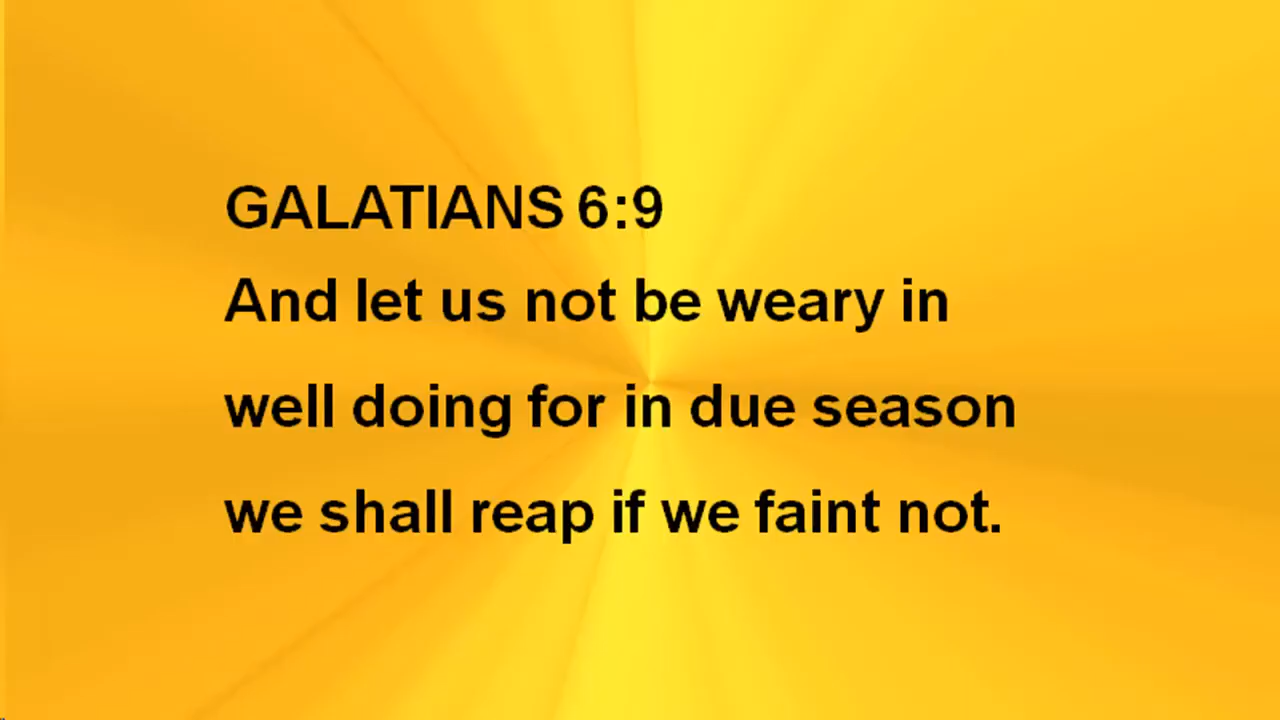 GALATIANS 6:9
And let us not be weary in
well doing for in due season
we shall reap if we faint not.